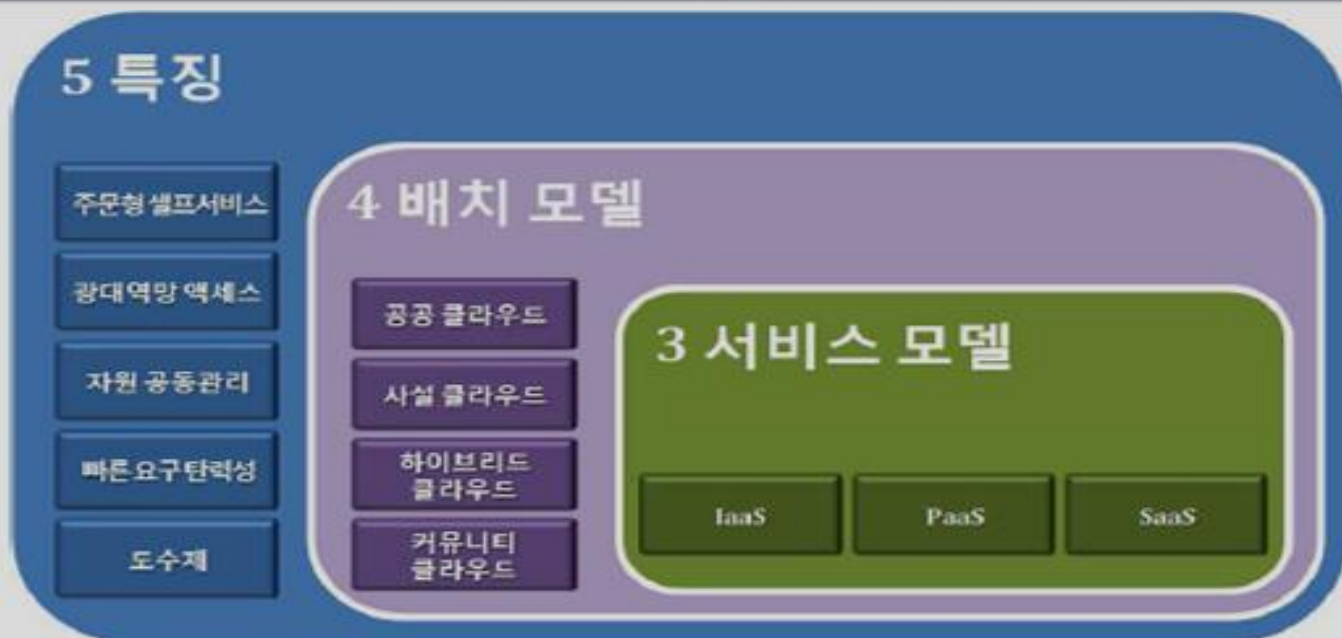 5 특징
주문형 셀프서비스
광대역망 액세스
자원 공동관리
빠른요구탄력성
도수제
4 배치 모델
공공 클라우드
사설 클라우드
하이브리드
클라우드
커뮤니티
클라우드
3 서비스 모델
IaaS
PaaS
SaaS